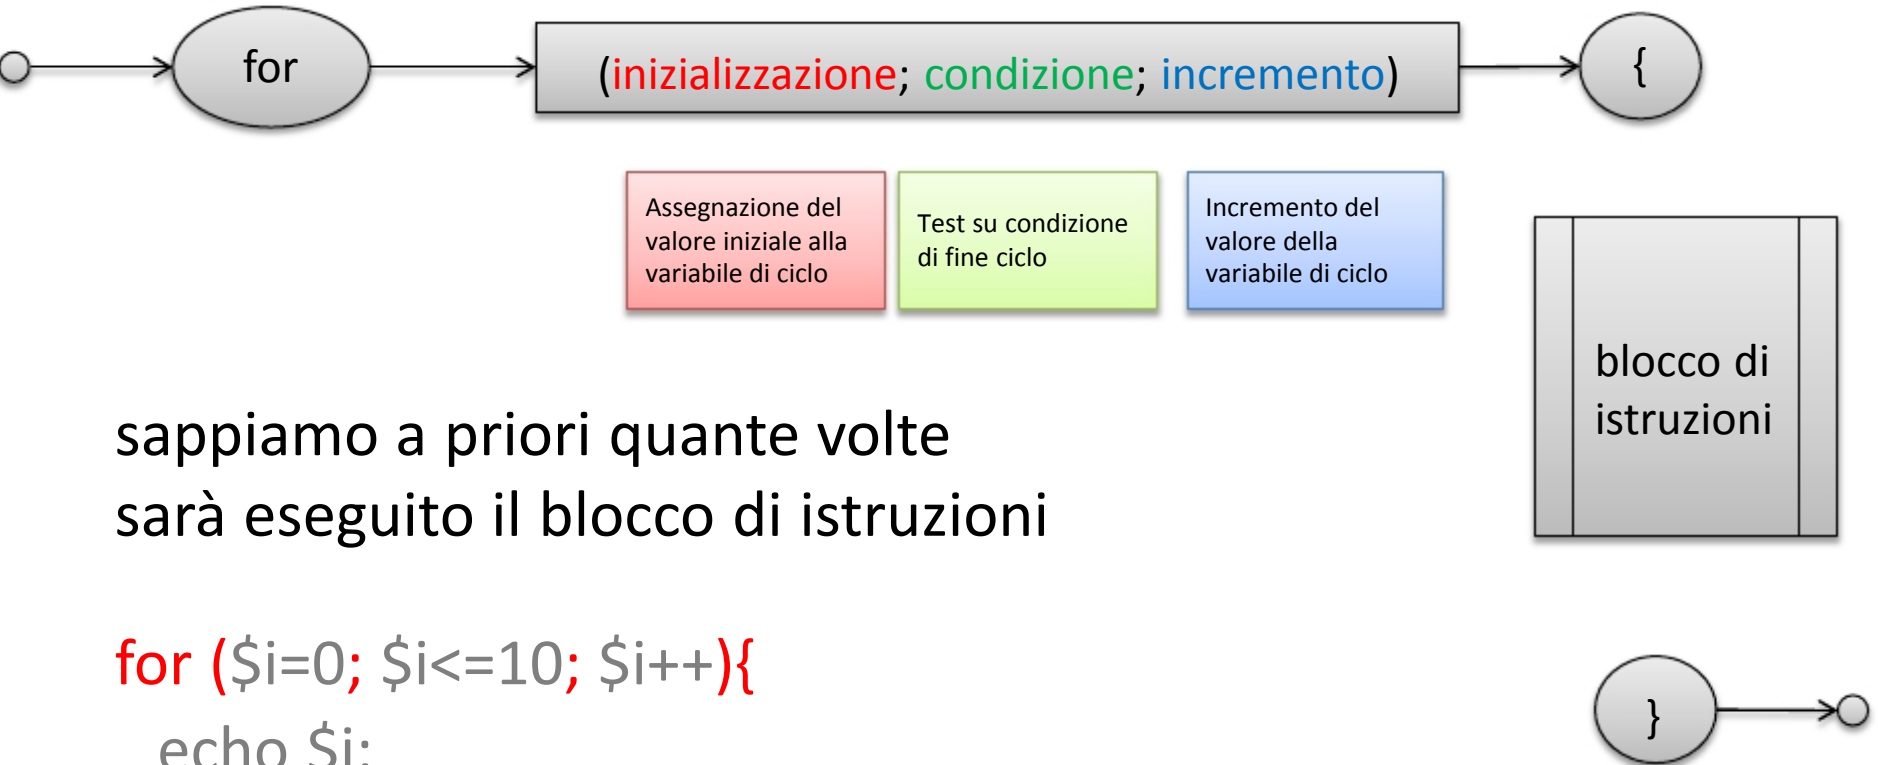 for
(inizializzazione; condizione; incremento)
{
Assegnazione del
valore iniziale alla
variabile di ciclo
Test su condizione
di fine ciclo
Incremento del
valore della
variabile di ciclo
blocco di
istruzioni
sappiamo a priori quante volte
sarà eseguito il blocco di istruzioni
for ($i=0; $i<=10; $i++){
echo $i;
}